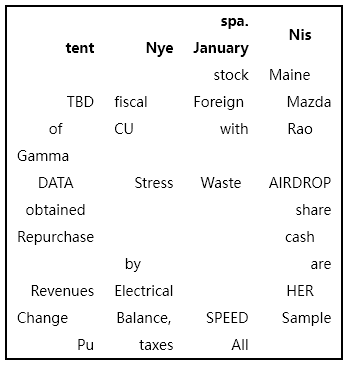 tent Nye spa. January Nis
stock Maine
TBD fiscal Foreign Mazda
of CU with Rao
Gamma
DATA Stress Waste AIRDROP
obtained share
Repurchase cash
by are
Revenues Electrical HER
Change Balance, SPEED Sample
Pu taxes All